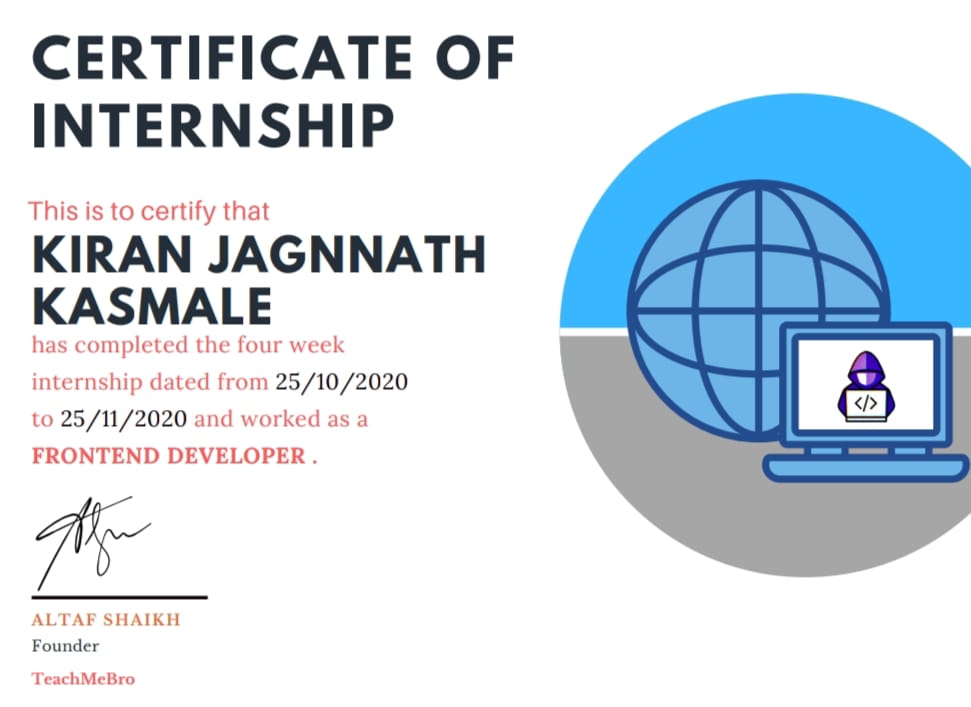 CERTIFICATE OF
INTERNSHIP
This is to certify that
KIRAN JAGNNATH
KASMALE
has completed the four week
internship dated from 25/10/2020
to 25/11/2020 and worked as a
FRONTEND DEVELOPER .
ALTAF SHAIKH
Founder
TeachMeBro